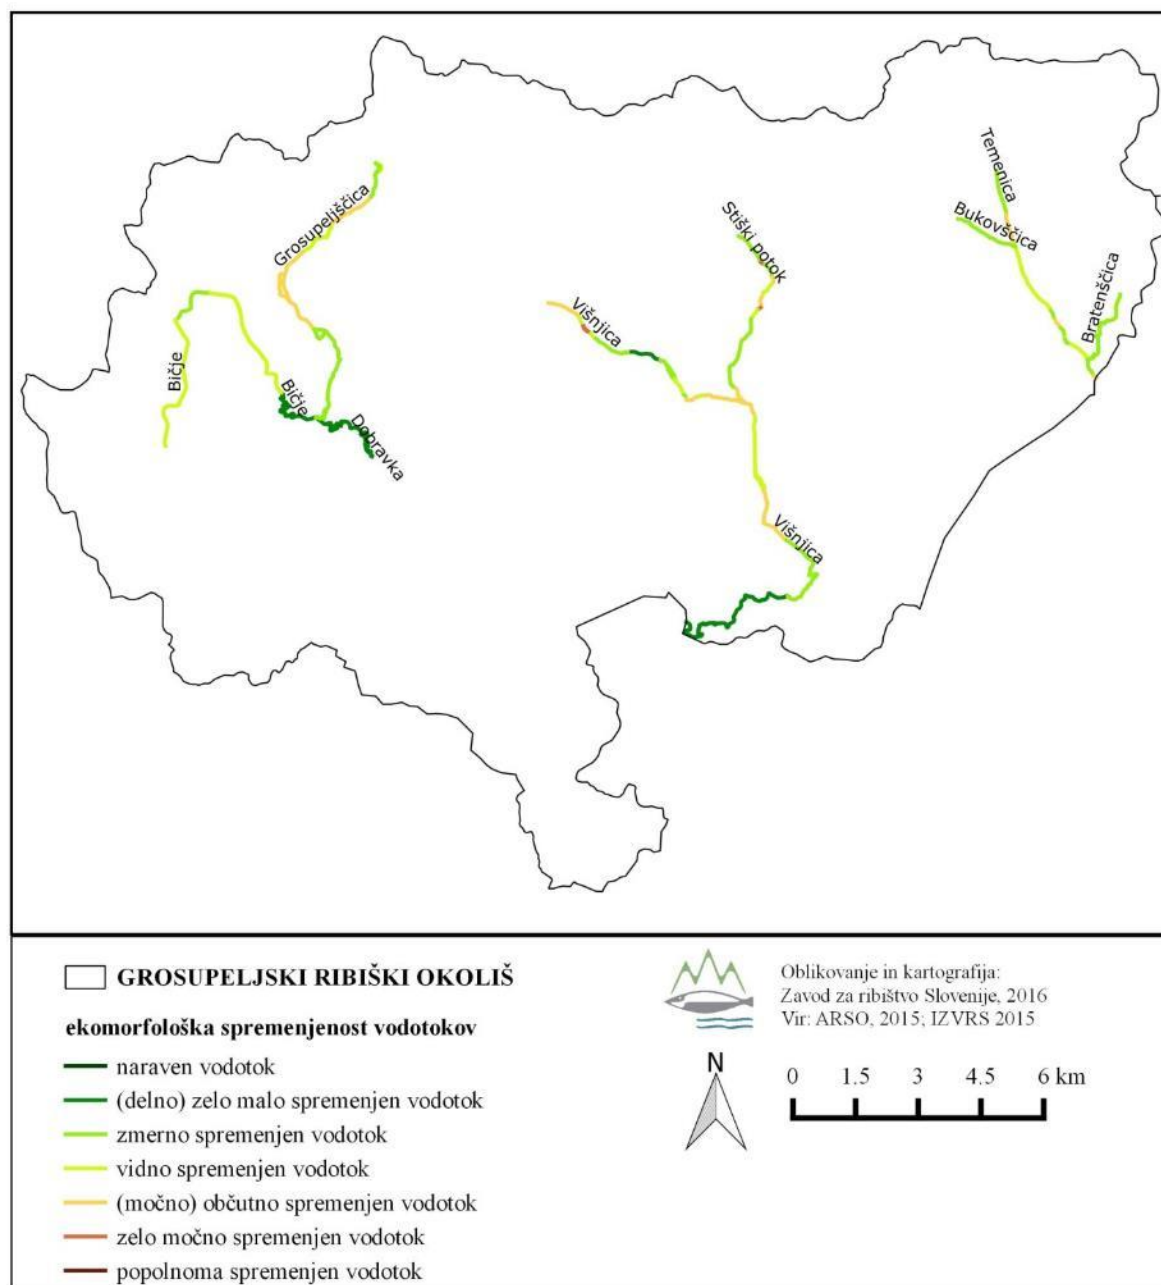 Temenica
Bukovščica
Bratenščica
Grosupeljščica
Stiški potok
Višnjica
Bičje
Bičje
Dobravka
Višnjica
GROSUPELJSKI RIBIŠKI OKOLIŠ
ekomorfološka spremenjenost vodotokov
naraven vodotok
(delno) zelo malo spremenjen vodotok
zmerno spremenjen vodotok
vidno spremenjen vodotok
(močno) občutno spremenjen vodotok
zelo močno spremenjen vodotok
popolnoma spremenjen vodotok
Oblikovanje in kartografija:
Zavod za ribištvo Slovenije, 2016
Vir: ARSO, 2015; IZVRS 2015
N
0 1.5 3 4.5 6 km